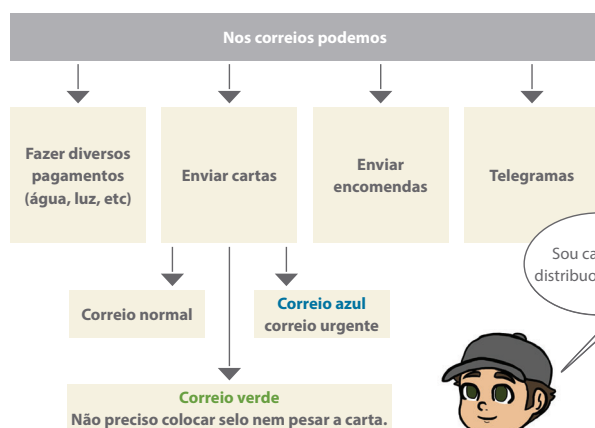 Nos correios podemos
Fazer diversos
pagamentos
(água, luz, etc)
Enviar cartas
Enviar
encomendas
Telegramas
Sou
distribuo
Correio normal
Correio azul
correio urgente
Correio verde
Não preciso colocar selo nem pesar a carta.